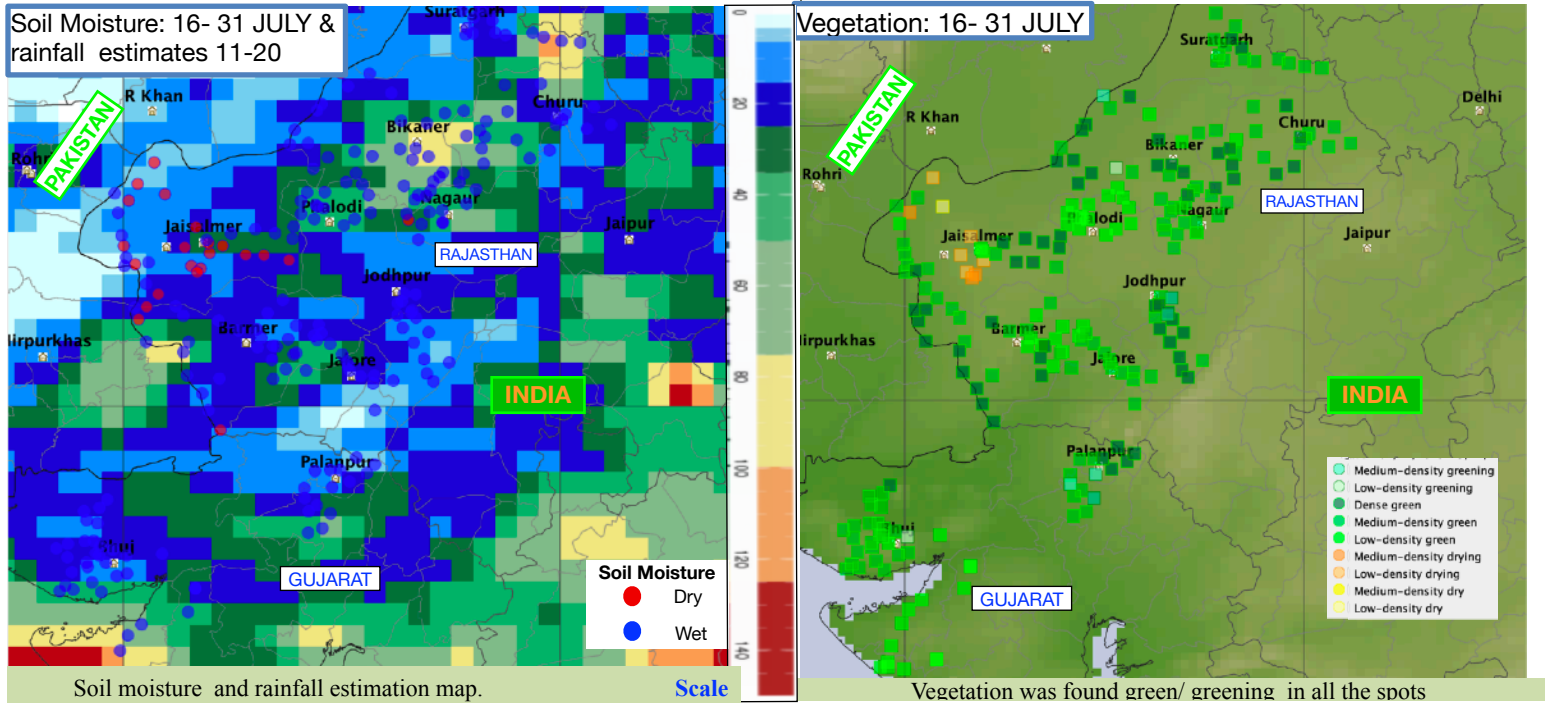 Soil Moisture: 16- 31 JULY &
rainfall estimates 11-20
Suratgarh
R Khan
PAKISTAN
Churu
Bikaner
Phalodi
Nagaur
Jaisalmer
Jaipur
RAJASTHAN
Jodhpur
Barmer
lirpurkhas
Jalore
INDIA
Palanpur
Bhuj
GUJARAT
Soil Moisture
Dry
Wet
0
20
40
60
80
100
120
140
Soil moisture and rainfall estimation map.
Scale
Vegetation: 16- 31 JULY
Suratgarh
Delhi
R Khan
PAKISTAN
Churu
Bikaner
Rohri
RAJASTHAN
Phalodi
Nagaur
Jaisalmer
Jaipur
Jodhpur
Barmer
lirpurkhas
Jalore
INDIA
Palanpur
Medium-density greening
Low-density greening
Dense green
Medium-density green
Low-density green
Medium-density drying
Low-density drying
Medium-density dry
Low-density dry
Bhuj
GUJARAT
Vegetation was found green/ greening in all the spots